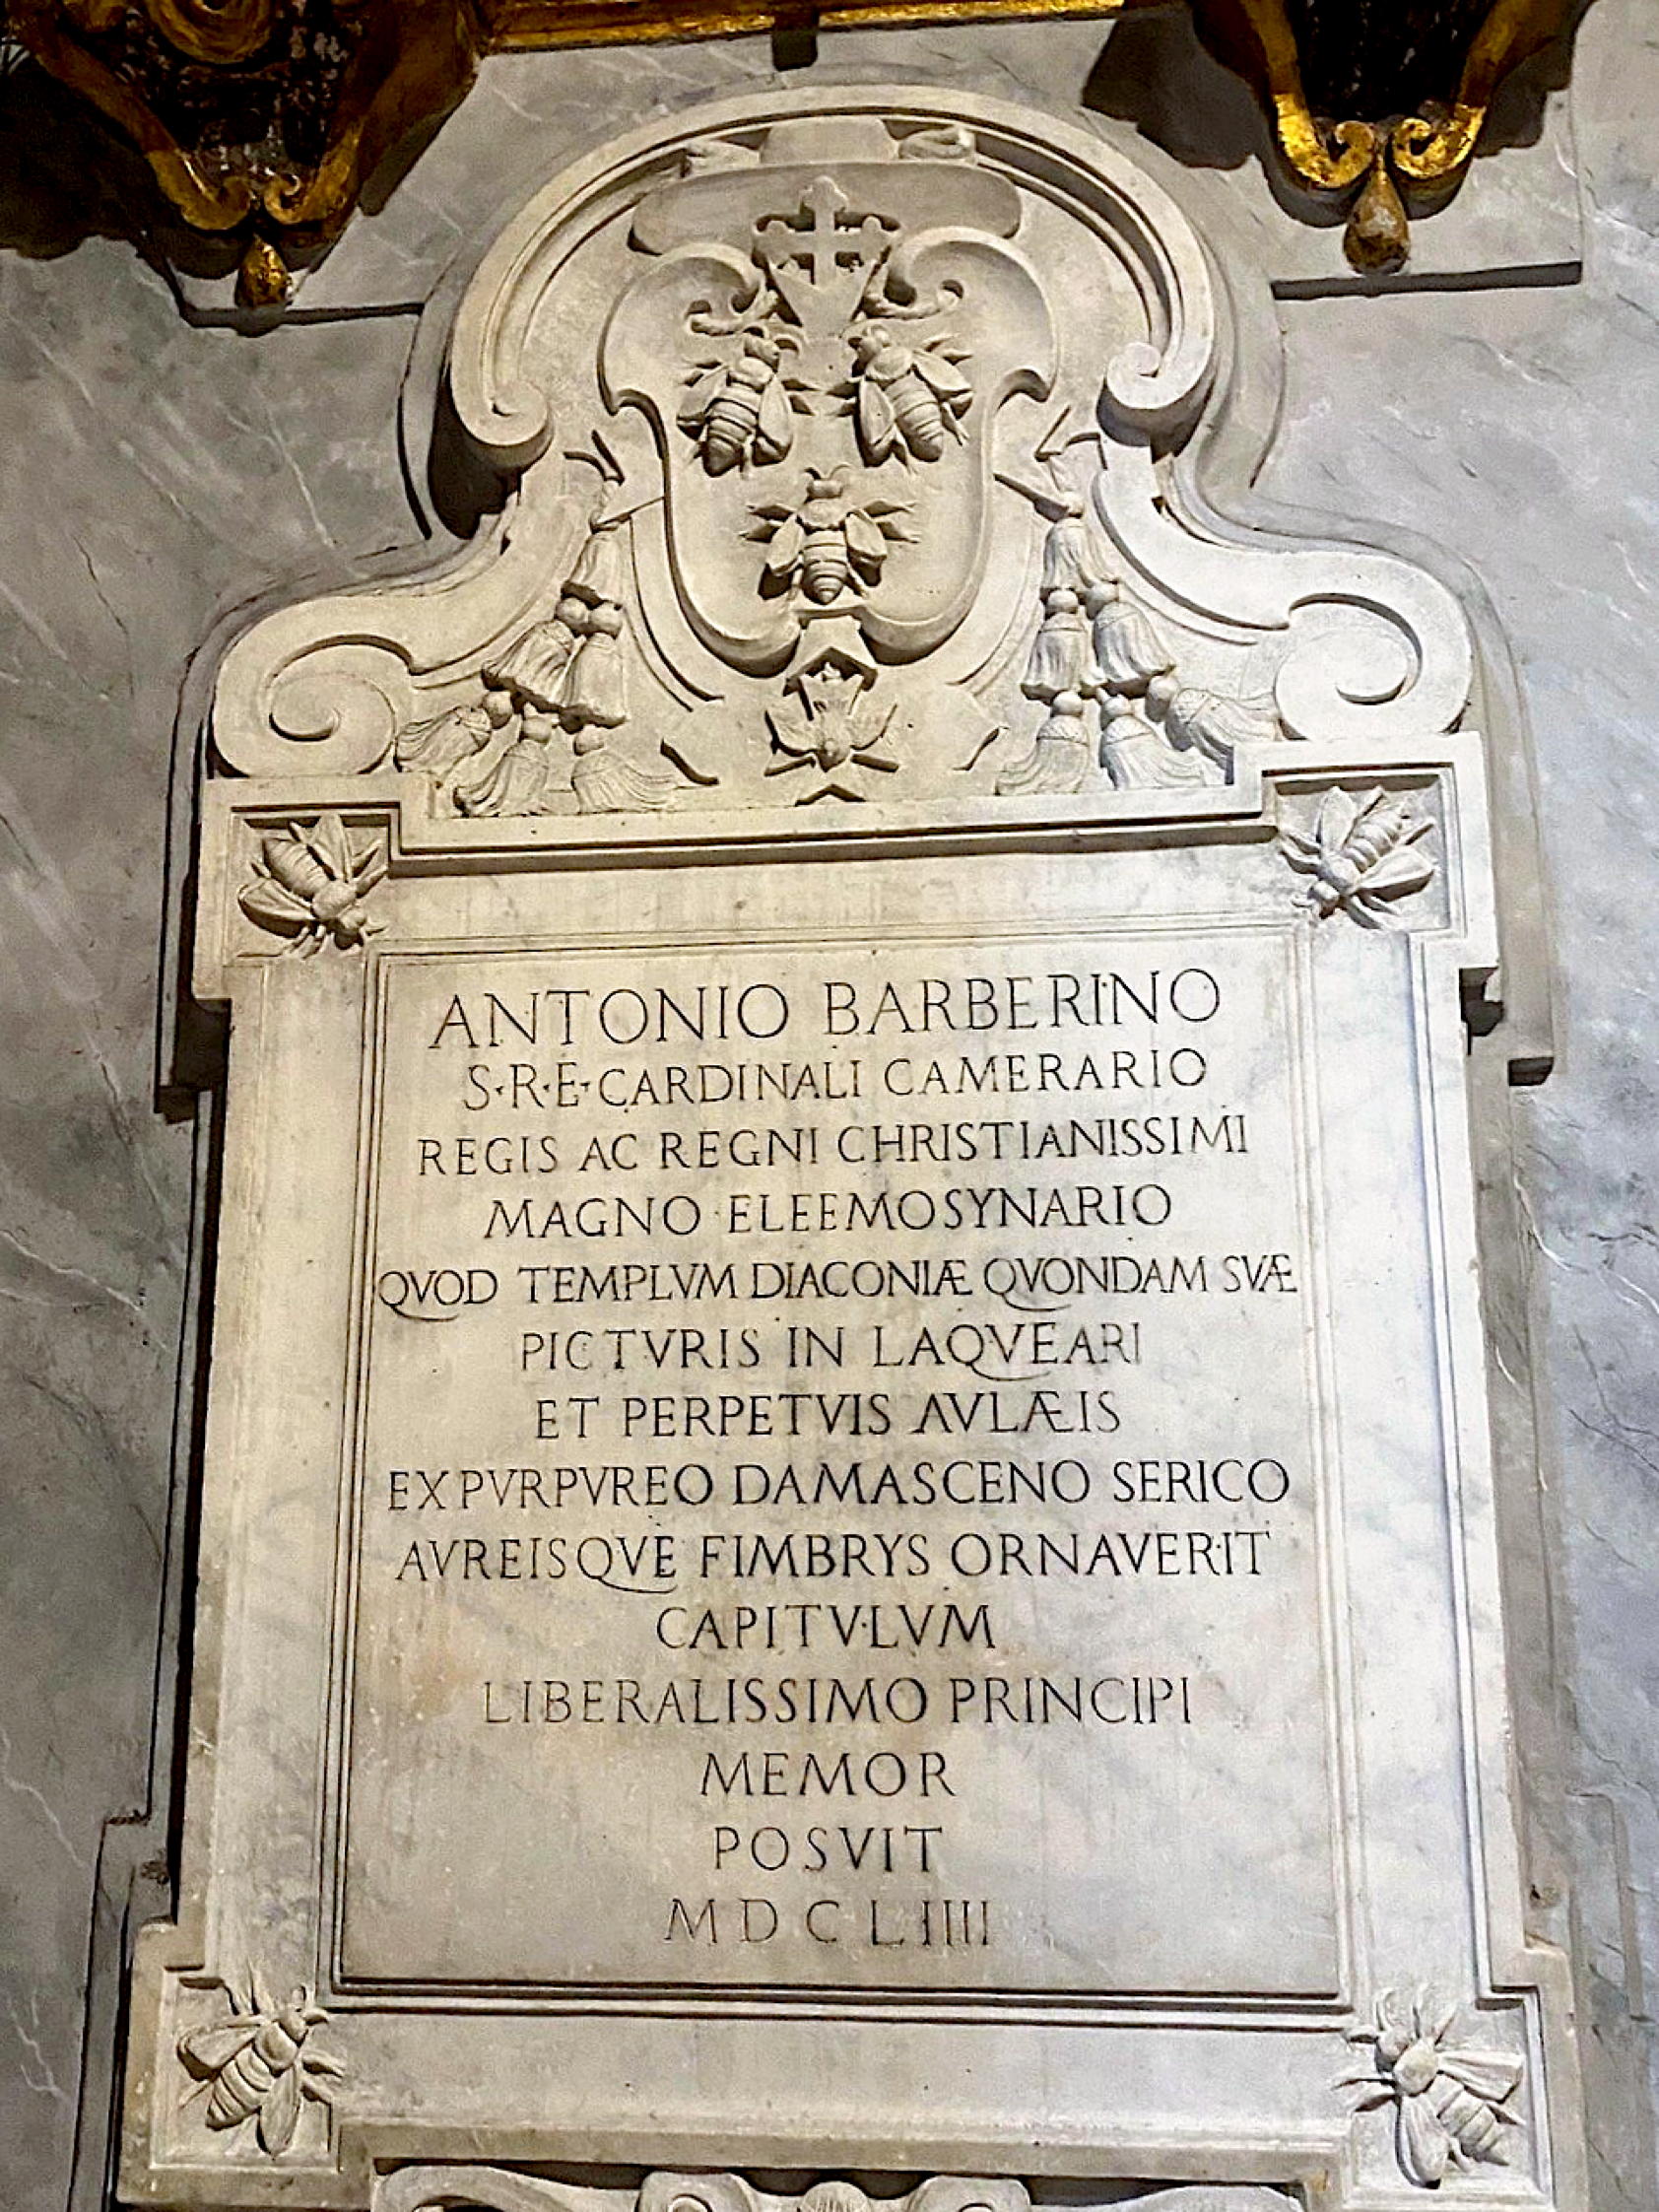 ANTONIO BARBERINO
S·R·E·CARDINALI CAMERARIO
REGIS AC REGNI CHRISTIANISSIMI
MAGNO ELEEMOSYNARIO
QVOD TEMPLVM DIACONIÆ QVONDAM SVÆ
PICTVRIS IN LAQVEARI
ET PERPETVIS AVLÆIS
EX PVRPVREO DAMASCENO SERICO
AVREISQVE FIMBRYS ORNAVERIT
CAPITVLVM
LIBERALISSIMO PRINCIPI
MEMOR
POSVIT
MDCLIIII